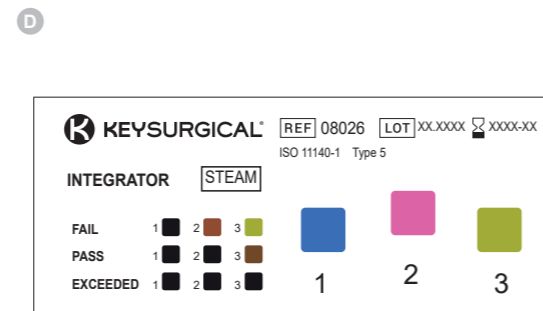 D
KEYSURGICAL® REF 08026 LOT XX.XXXX XXXX-XX
ISO 11140-1 Type 5
INTEGRATOR STEAM
FAIL 1 2 3
PASS 1 2 3
EXCEEDED 1 2 3
1 2 3